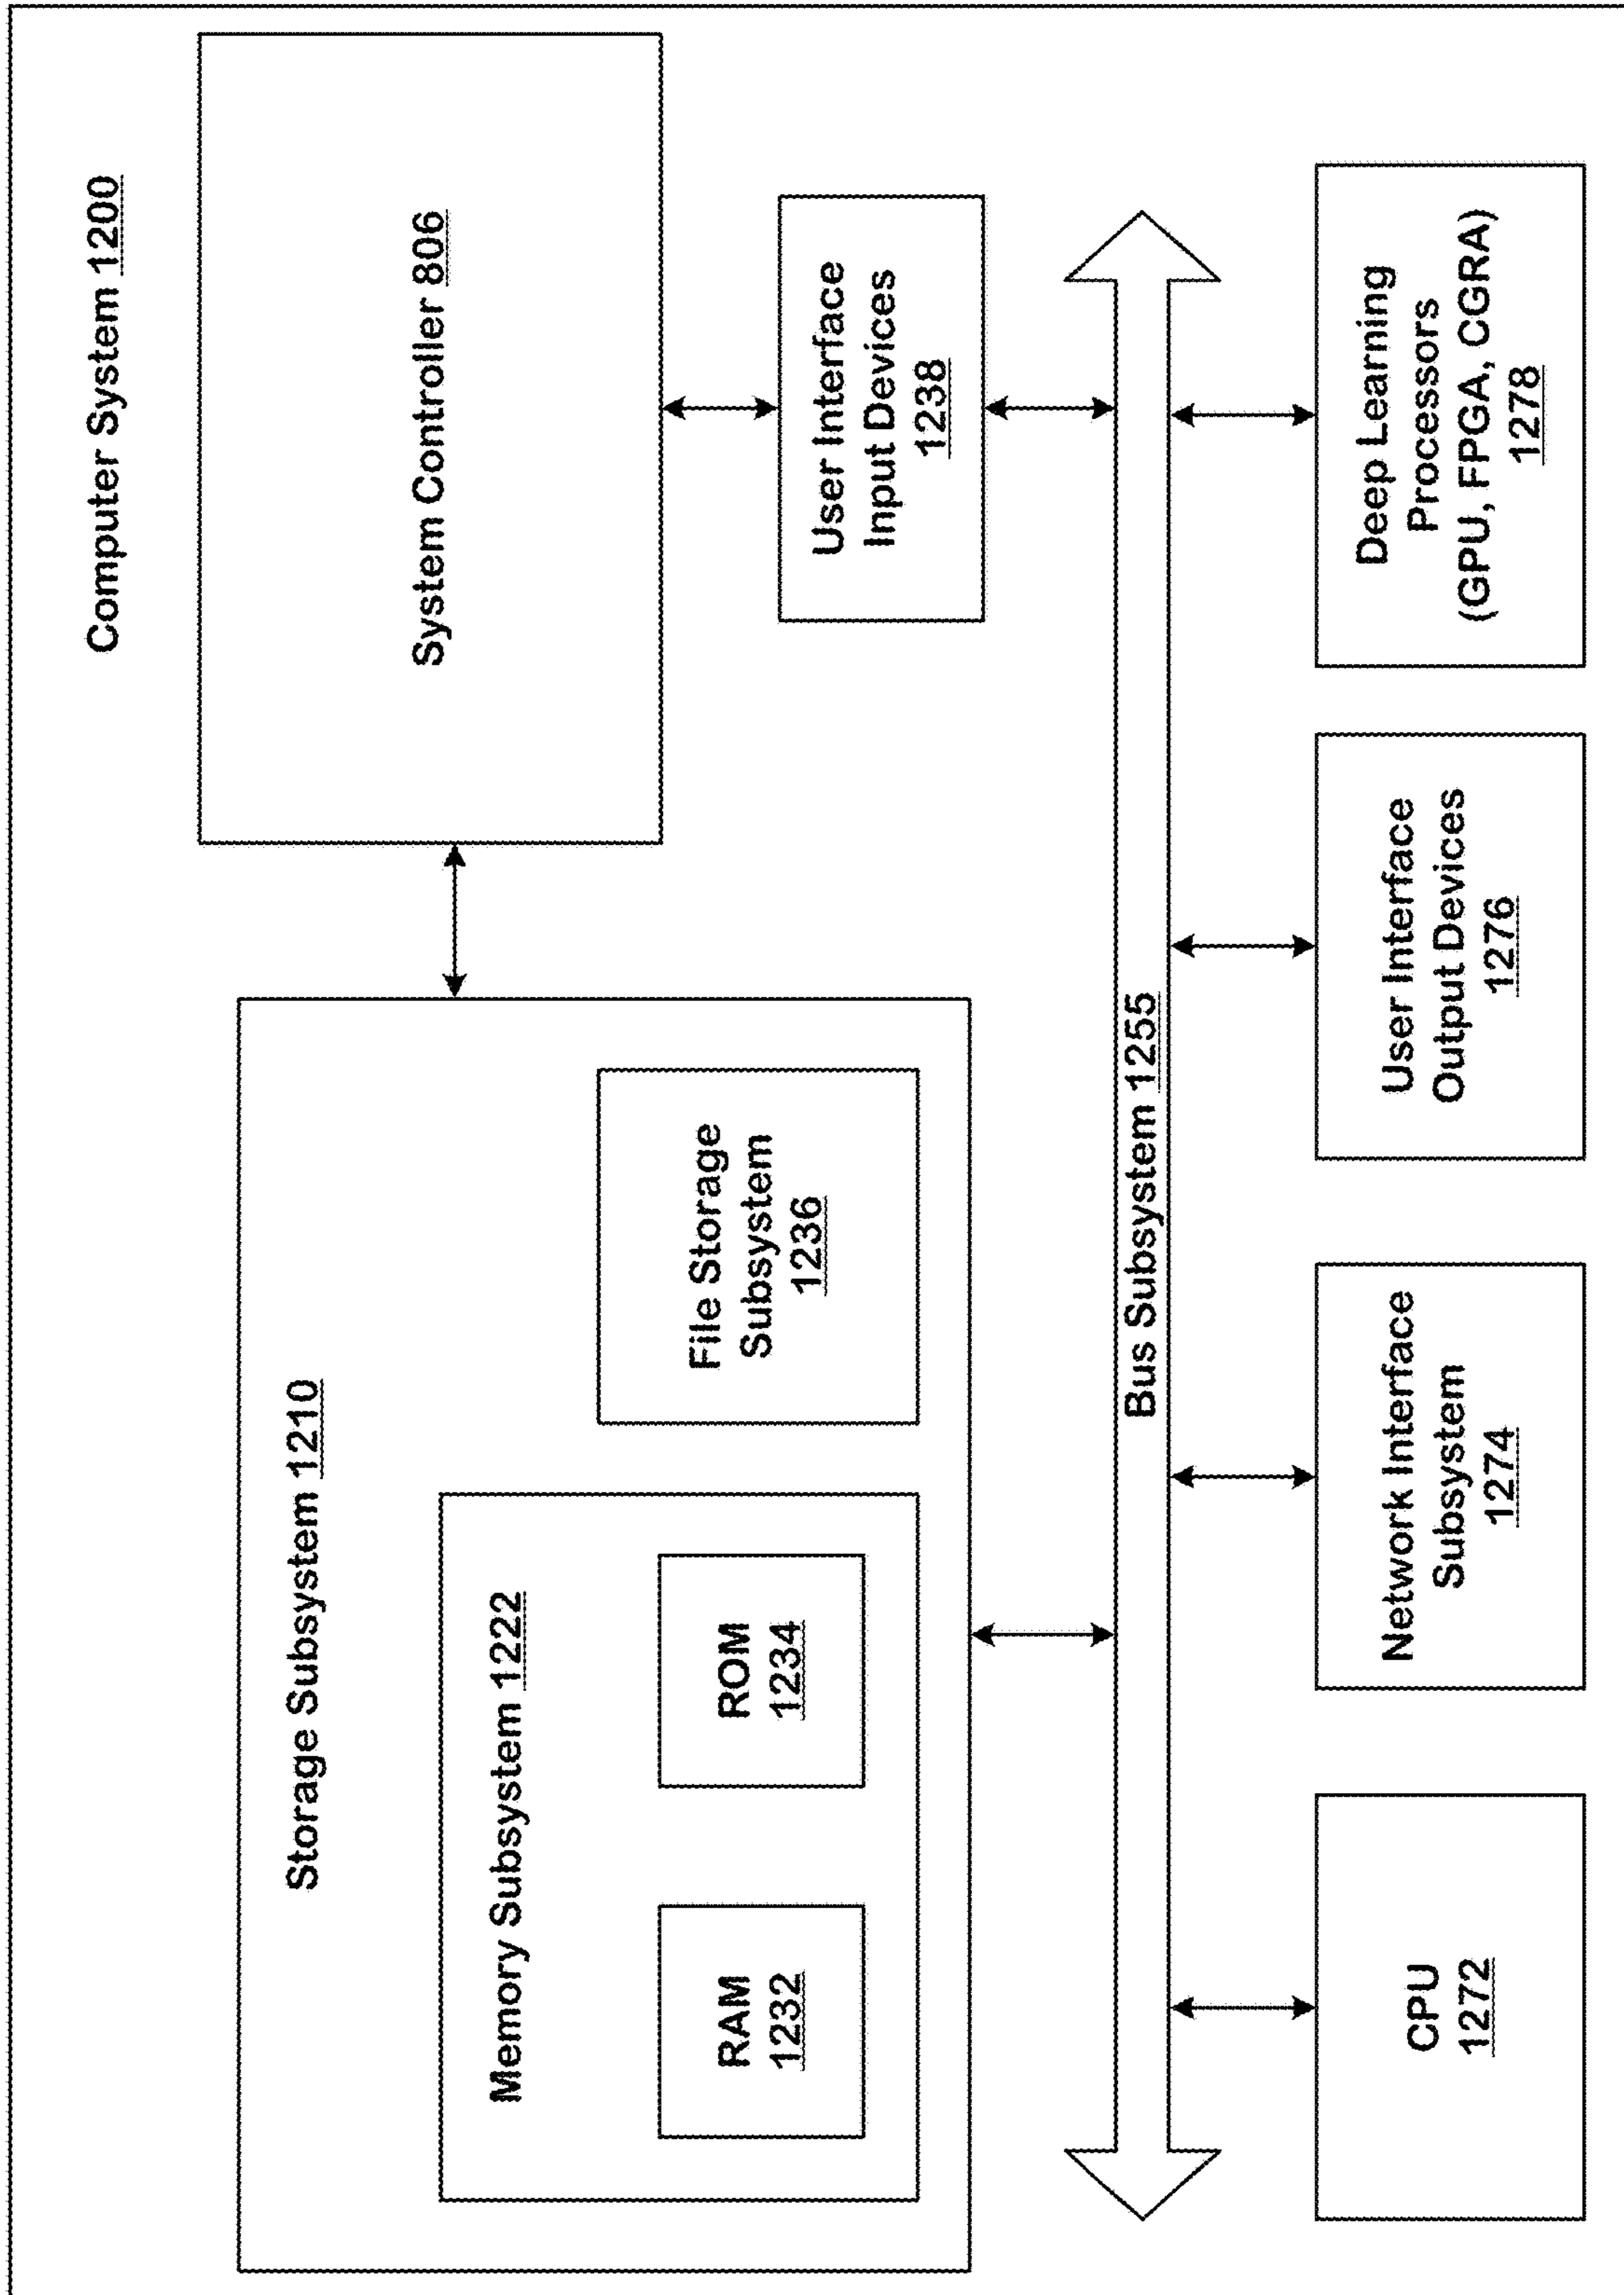 Computer System 1200
Storage Subsystem 1210
System Controller 806
Memory Subsystem 1222
RAM
1232
ROM
1234
File Storage
Subsystem
1236
User Interface
Input Devices
1238
Bus Subsystem 1255
CPU
1272
Network Interface
Subsystem
1274
User Interface
Output Devices
1276
Deep Learning
Processors
(GPU, FPGA, CGRA)
1278